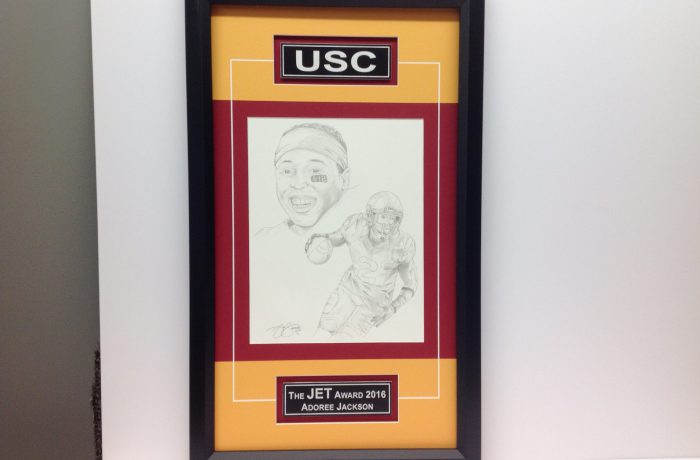 USC
THE JET AWARD 2016
ADOREE JACKSON